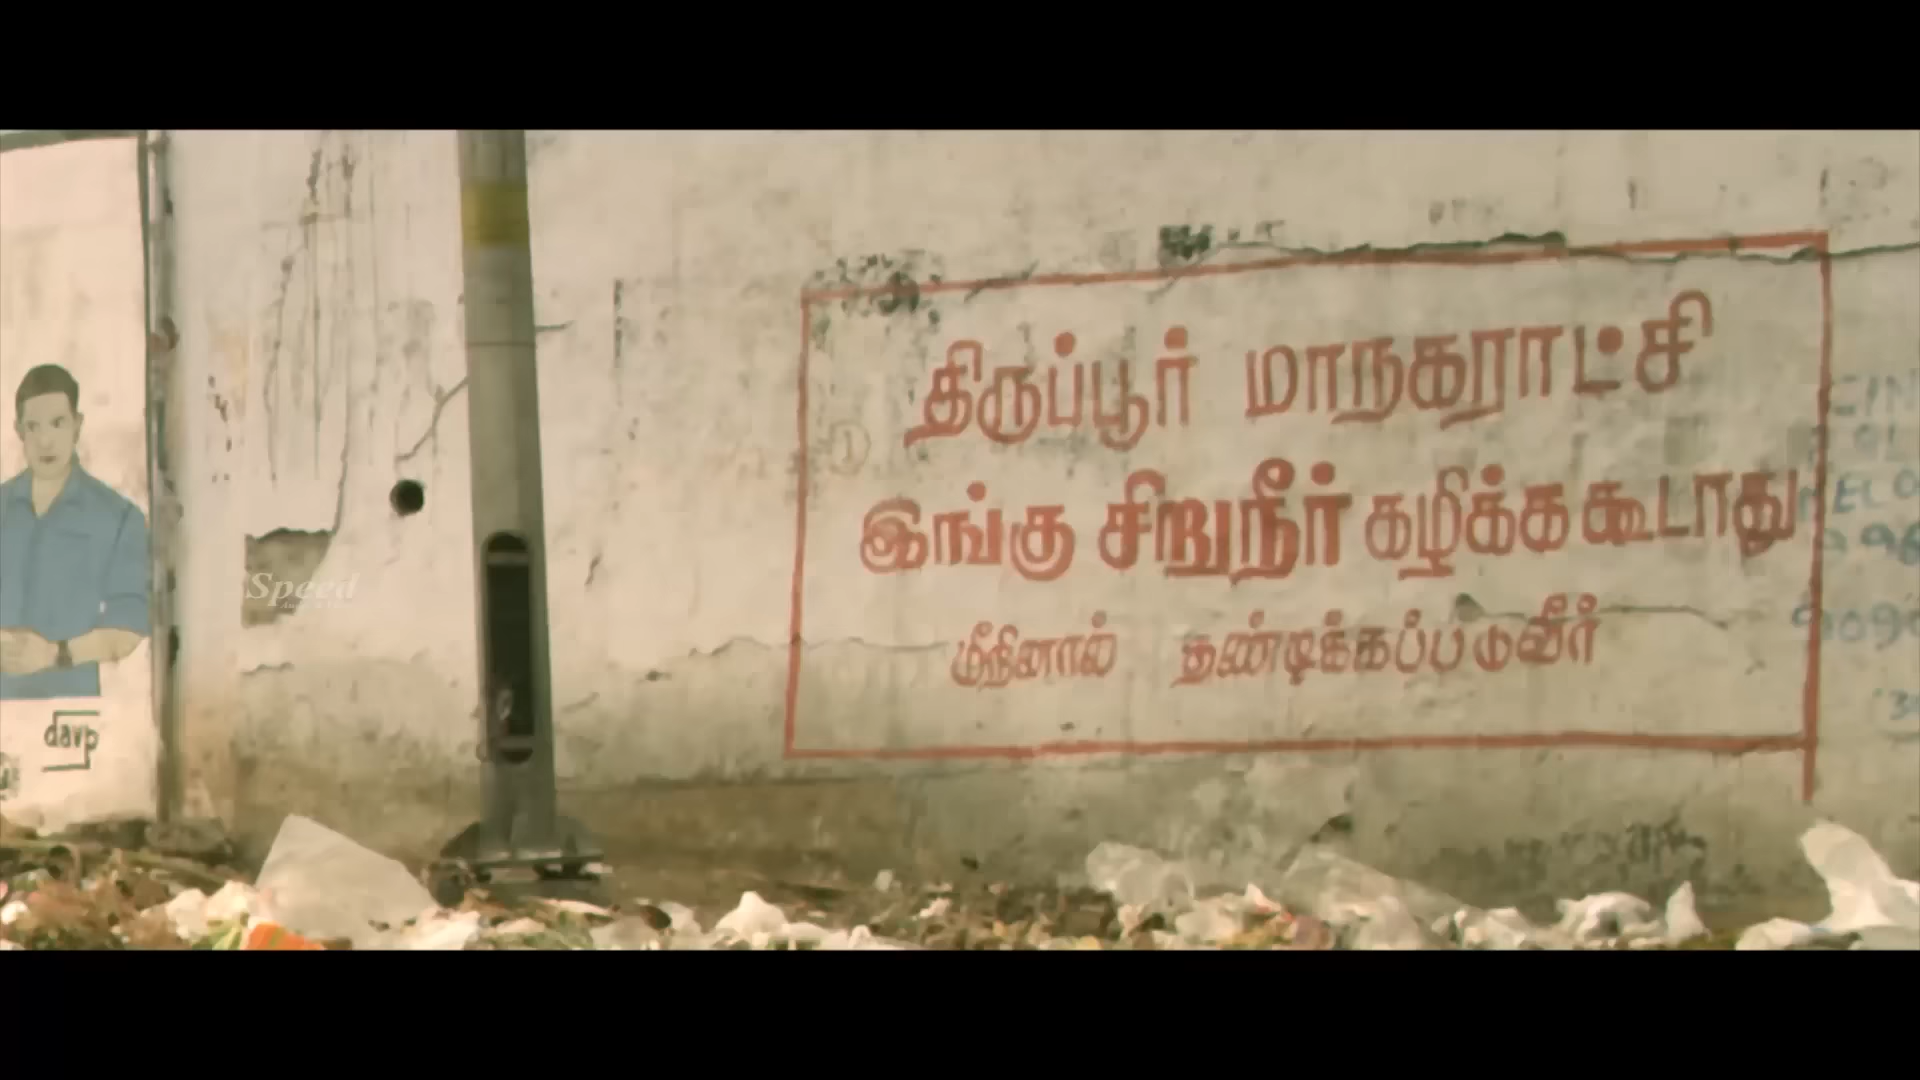 திருப்பூர் மாநகராட்சி
இங்கு சிறுநீர் கழிக்க கூடாது
மீறினால் தண்டிக்கப்படுவீர்
davp
Speed